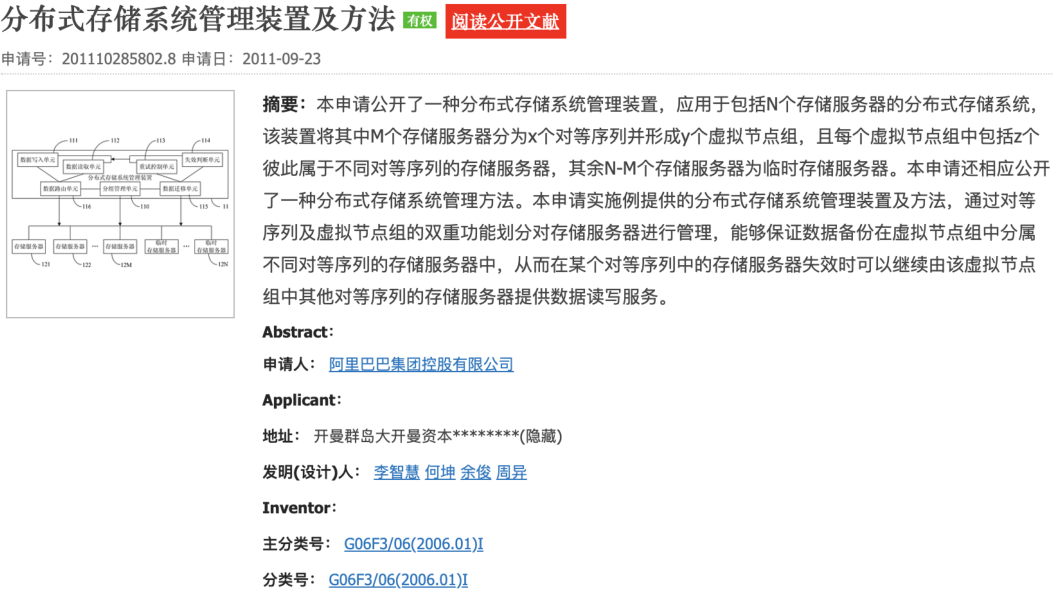 分布式存储系统管理装置及方法 有权 阅读公开文献
申请号：201110285802.8 申请日：2011-09-23
摘要：本申请公开了一种分布式存储系统管理装置，应用于包括N个存储服务器的分布式存储系统，
该装置将其中M个存储服务器分为x个对等序列并形成y个虚拟节点组，且每个虚拟节点组中包括z个
彼此属于不同对等序列的存储服务器，其余N-M个存储服务器为临时存储服务器。本申请还相应公开
了一种分布式存储系统管理方法。本申请实施例提供的分布式存储系统管理装置及方法，通过对等
序列及虚拟节点组的双重功能划分对存储服务器进行管理，能够保证数据备份在虚拟节点组中分属
不同对等序列的存储服务器中，从而在某个对等序列中的存储服务器失效时可以继续由该虚拟节点
组中其他对等序列的存储服务器提供数据读写服务。
Abstract：
申请人： 阿里巴巴集团控股有限公司
Applicant：
地址： 开曼群岛大开曼资本********(隐藏)
发明(设计)人： 李智慧 何坤 余俊 周异
Inventor：
主分类号： G06F3/06(2006.01)I
分类号： G06F3/06(2006.01)I
111 112 113 114
数据写入单元 数据读取单元 重试控制单元 失效判断单元
分布式存储系统管理装置
数据路由单元 分组管理单元 数据迁移单元
116 110 115 11
存储服务器 存储服务器 ··· 存储服务器 临时存储服务器 ··· 临时存储服务器
121 122 12M 12N